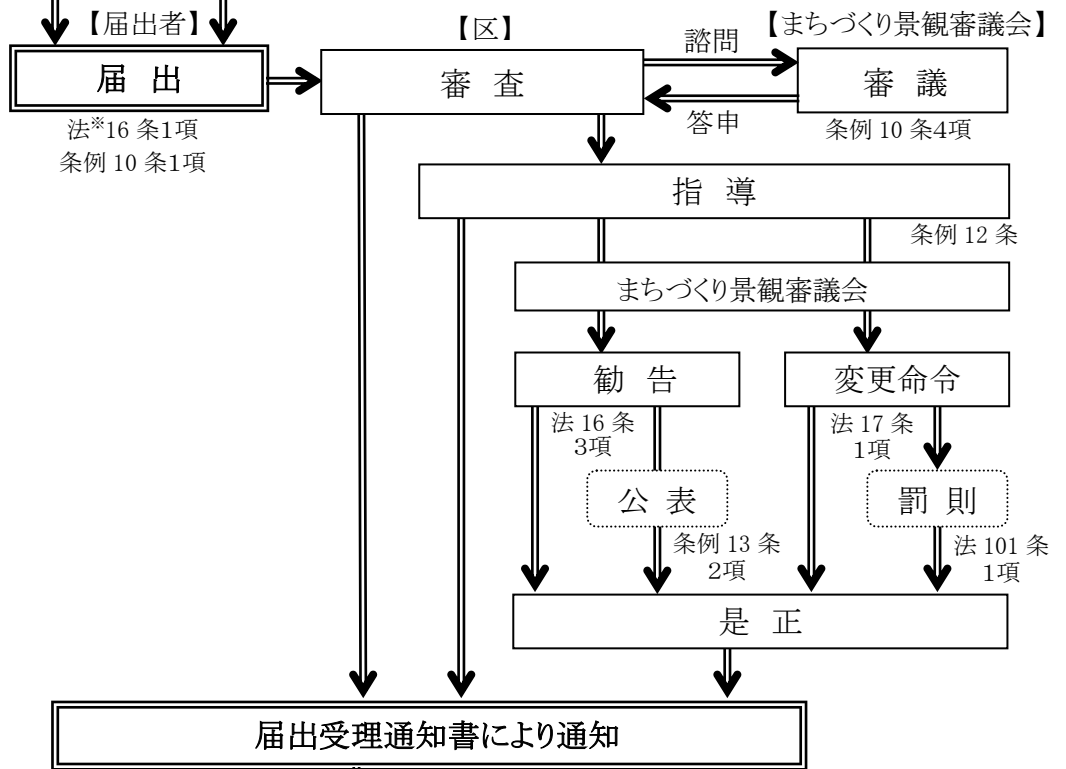 【届出者】
【区】
【まちづくり景観審議会】
諮問
届 出
審 査
審 議
答申
法※16 条1項
条例 10 条1項
条例 10 条4項
指 導
条例 12 条
まちづくり景観審議会
勧 告
変更命令
法 16 条
3項
法 17 条
1項
公 表
罰 則
条例 13 条
2項
法 101 条
1項
是 正
届出受理通知書により通知